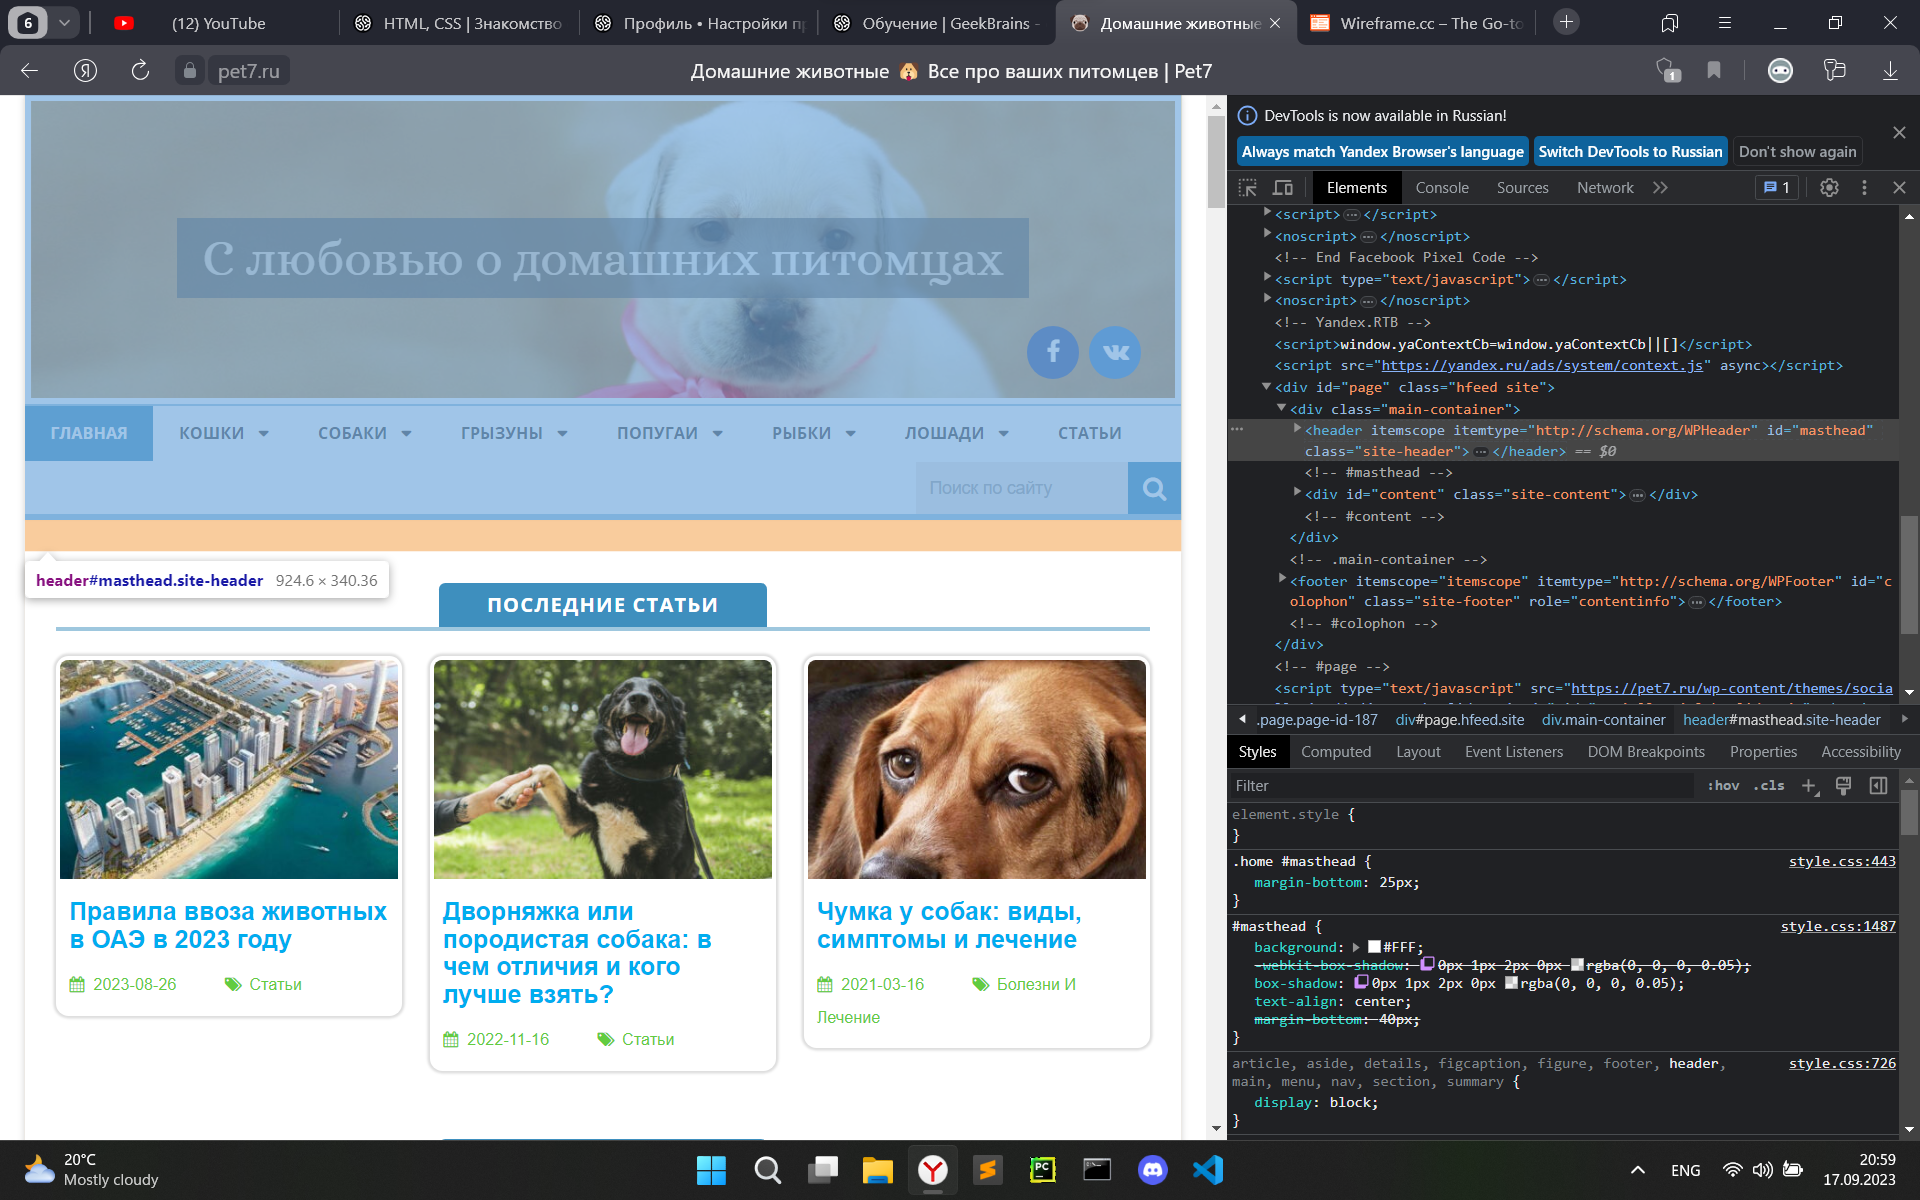 6
(12) YouTube
HTML, CSS | Знакомство
Профиль • Настройки п
Обучение | GeekBrains -
Домашние животные
Wireframe.cc – The Go-to
pet7.ru
Домашние животные 🐶 Все про ваших питомцев | Pet7
1
С любовью о домашних питомцах
ГЛАВНАЯ
КОШКИ
СОБАКИ
ГРЫЗУНЫ
ПОПУГАИ
РЫБКИ
ЛОШАДИ
СТАТЬИ
Поиск по сайту
header#masthead.site-header 924.6 × 340.36
ПОСЛЕДНИЕ СТАТЬИ
Правила ввоза животных
в ОАЭ в 2023 году
2023-08-26 Статьи
Дворняжка или
породистая собака: в
чем отличия и кого
лучше взять?
2022-11-16 Статьи
Чумка у собак: виды,
симптомы и лечение
2021-03-16 Болезни И
Лечение
DevTools is now available in Russian!
Always match Yandex Browser's language
Switch DevTools to Russian
Don't show again
Elements
Console
Sources
Network
1
<script>…</script>
<noscript>…</noscript>
<!-- End Facebook Pixel Code -->
<script type="text/javascript">…</script>
<noscript>…</noscript>
<!-- Yandex.RTB -->
<script>window.yaContextCb=window.yaContextCb||[]</script>
<script src="https://yandex.ru/ads/system/context.js" async></script>
<div id="page" class="hfeed site">
<div class="main-container">
<header itemscope itemtype="http://schema.org/WPHeader" id="masthead"
class="site-header">…</header> == $0
<!-- #masthead -->
<div id="content" class="site-content">…</div>
<!-- #content -->
</div>
<!-- .main-container -->
<footer itemscope="itemscope" itemtype="http://schema.org/WPFooter" id="c
olophon" class="site-footer" role="contentinfo">…</footer>
<!-- #colophon -->
</div>
<!-- #page -->
<script type="text/javascript" src="https://pet7.ru/wp-content/themes/socia
.page.page-id-187
div#page.hfeed.site
div.main-container
header#masthead.site-header
Styles
Computed
Layout
Event Listeners
DOM Breakpoints
Properties
Accessibility
Filter
:hov
.cls
element.style {
}
.home #masthead { style.css:443
margin-bottom: 25px;
}
#masthead { style.css:1487
background: #FFF;
-webkit-box-shadow: 0px 1px 2px 0px rgba(0, 0, 0, 0.05);
box-shadow: 0px 1px 2px 0px rgba(0, 0, 0, 0.05);
text-align: center;
margin-bottom: 40px;
}
article, aside, details, figcaption, figure, footer, header, style.css:726
main, menu, nav, section, summary {
display: block;
}
20°C
Mostly cloudy
PC
ENG
20:59
17.09.2023